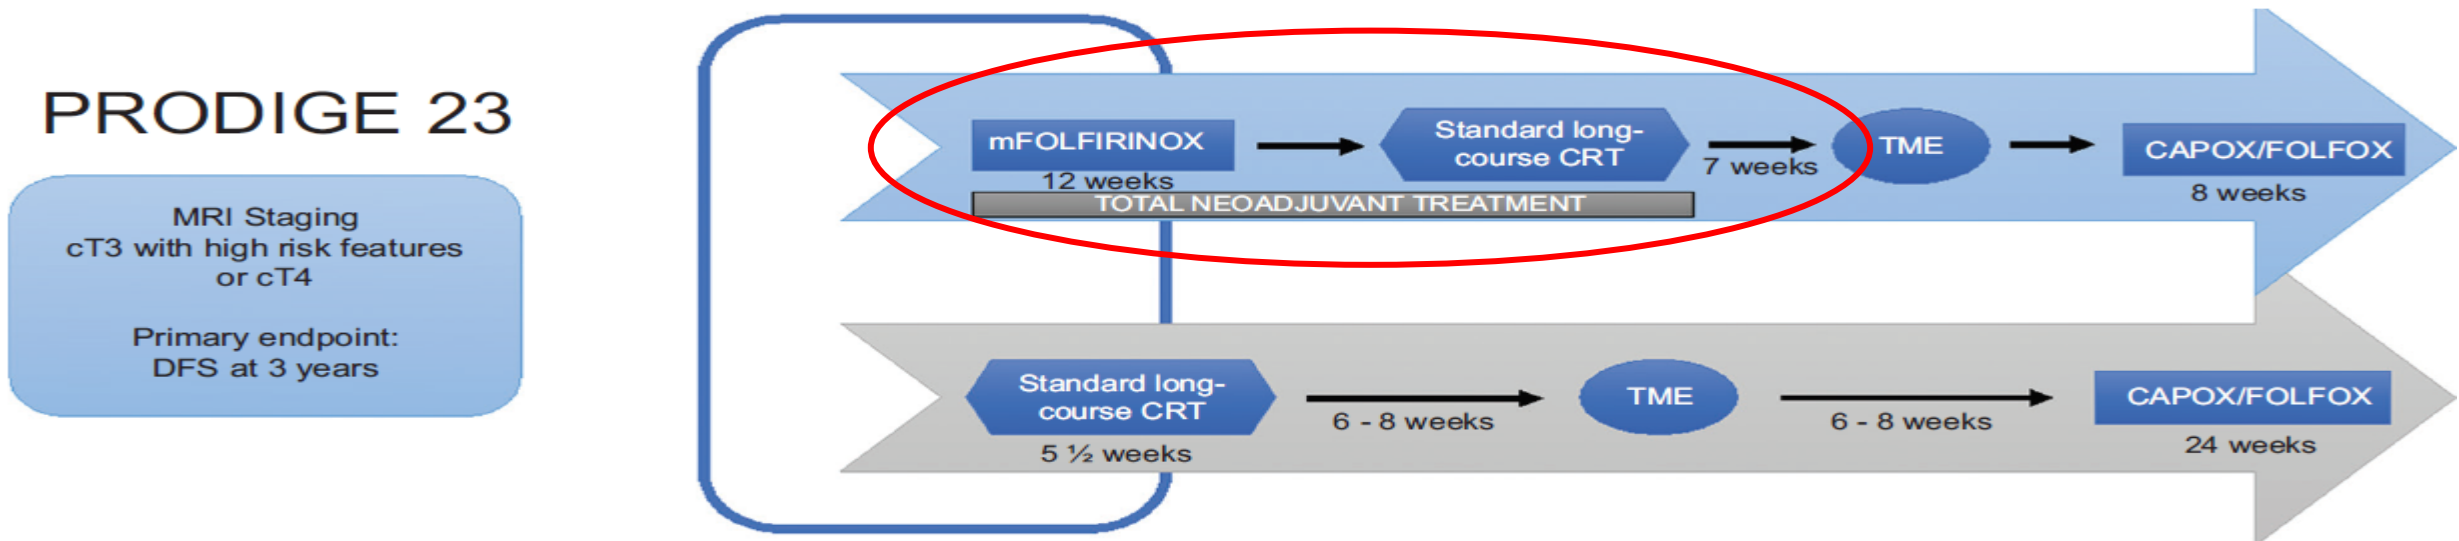 PRODIGE 23
MRI Staging
cT3 with high risk features
or cT4
Primary endpoint:
DFS at 3 years
mFOLFIRINOX
12 weeks
Standard long-
course CRT
7 weeks
TME
CAPOX/FOLFOX
8 weeks
TOTAL NEOADJUVANT TREATMENT
Standard long-
course CRT
5 ½ weeks
6 - 8 weeks
TME
6 - 8 weeks
CAPOX/FOLFOX
24 weeks